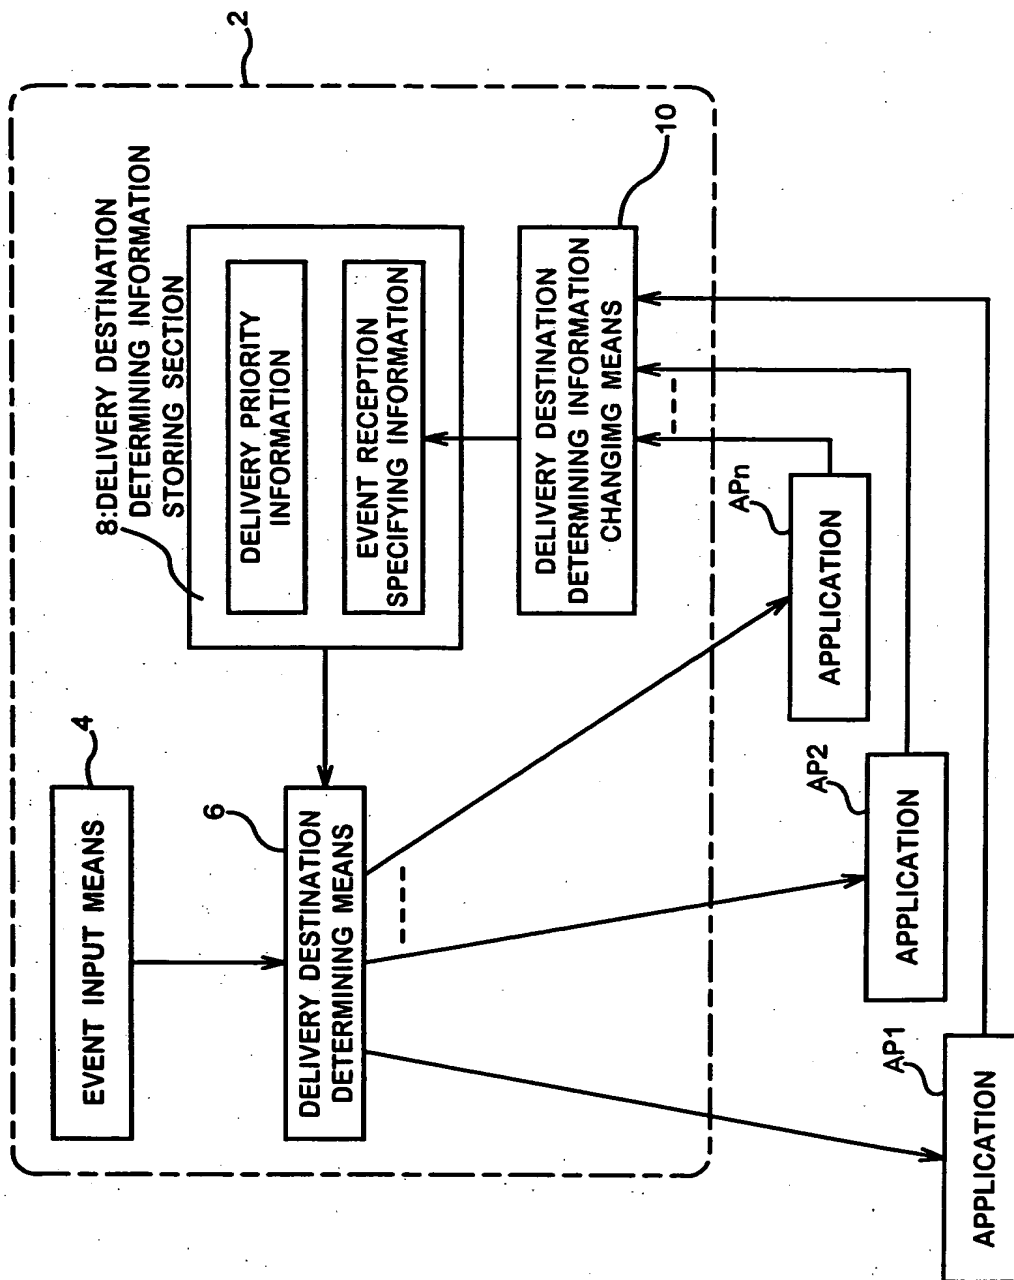 2
4
EVENT INPUT MEANS
8:DELIVERY DESTINATION
DETERMINING INFORMATION
STORING SECTION
DELIVERY PRIORITY
INFORMATION
EVENT RECEPTION
SPECIFYING INFORMATION
6
DELIVERY DESTINATION
DETERMINING MEANS
10
DELIVERY DESTINATION
DETERMINING INFORMATION
CHANGIMG MEANS
AP1
APPLICATION
AP2
APPLICATION
APn
APPLICATION